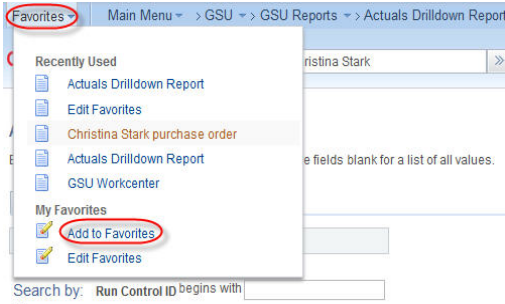 Favorites Main Menu > GSU > GSU Reports > Actuals Drilldown Report
Recently Used
ristina Stark »
Actuals Drilldown Report
Edit Favorites
Christina Stark purchase order
Actuals Drilldown Report
e fields blank for a list of all values.
GSU Workcenter
My Favorites
Add to Favorites
Edit Favorites
Search by: Run Control ID begins with